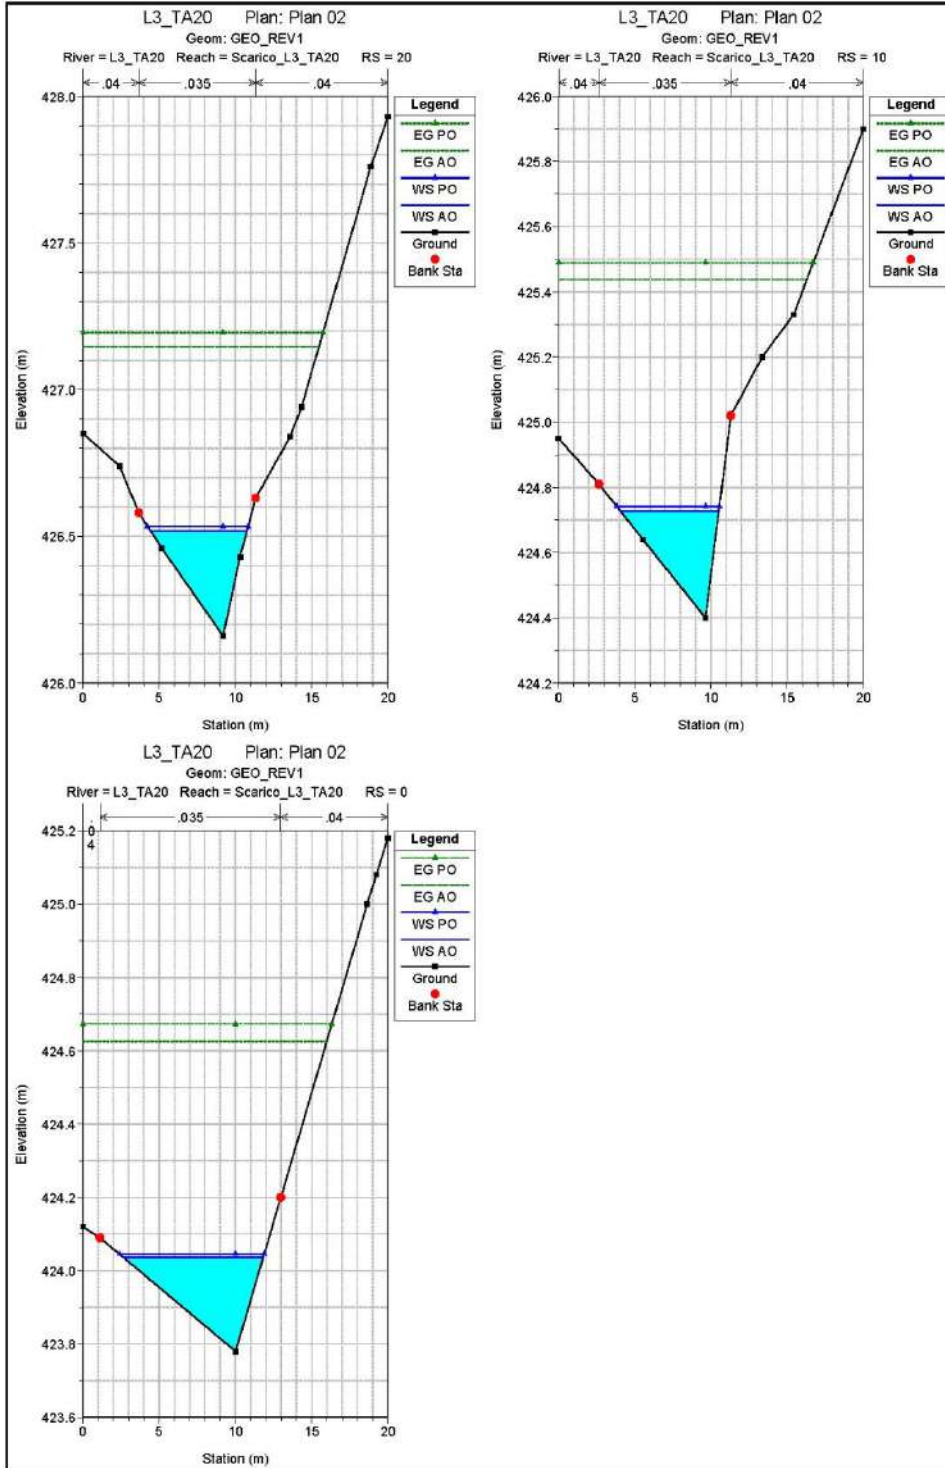 L3_TA20 Plan: Plan 02
Geom: GEO_REV1
River = L3_TA20 Reach = Scarico_L3_TA20 RS = 20
.04 .035 .04
428.0
427.5
427.0
426.5
426.0
Elevation (m)
0 5 10 15 20
Station (m)
Legend
EG PO
EG AO
WS PO
WS AO
Ground
Bank Sta
L3_TA20 Plan: Plan 02
Geom: GEO_REV1
River = L3_TA20 Reach = Scarico_L3_TA20 RS = 10
.04 .035 .04
426.0
425.8
425.6
425.4
425.2
425.0
424.8
424.6
424.4
424.2
Elevation (m)
0 5 10 15 20
Station (m)
Legend
EG PO
EG AO
WS PO
WS AO
Ground
Bank Sta
L3_TA20 Plan: Plan 02
Geom: GEO_REV1
River = L3_TA20 Reach = Scarico_L3_TA20 RS = 0
.04 .035 .04
425.2
425.0
424.8
424.6
424.4
424.2
424.0
423.8
423.6
Elevation (m)
0 5 10 15 20
Station (m)
Legend
EG PO
EG AO
WS PO
WS AO
Ground
Bank Sta